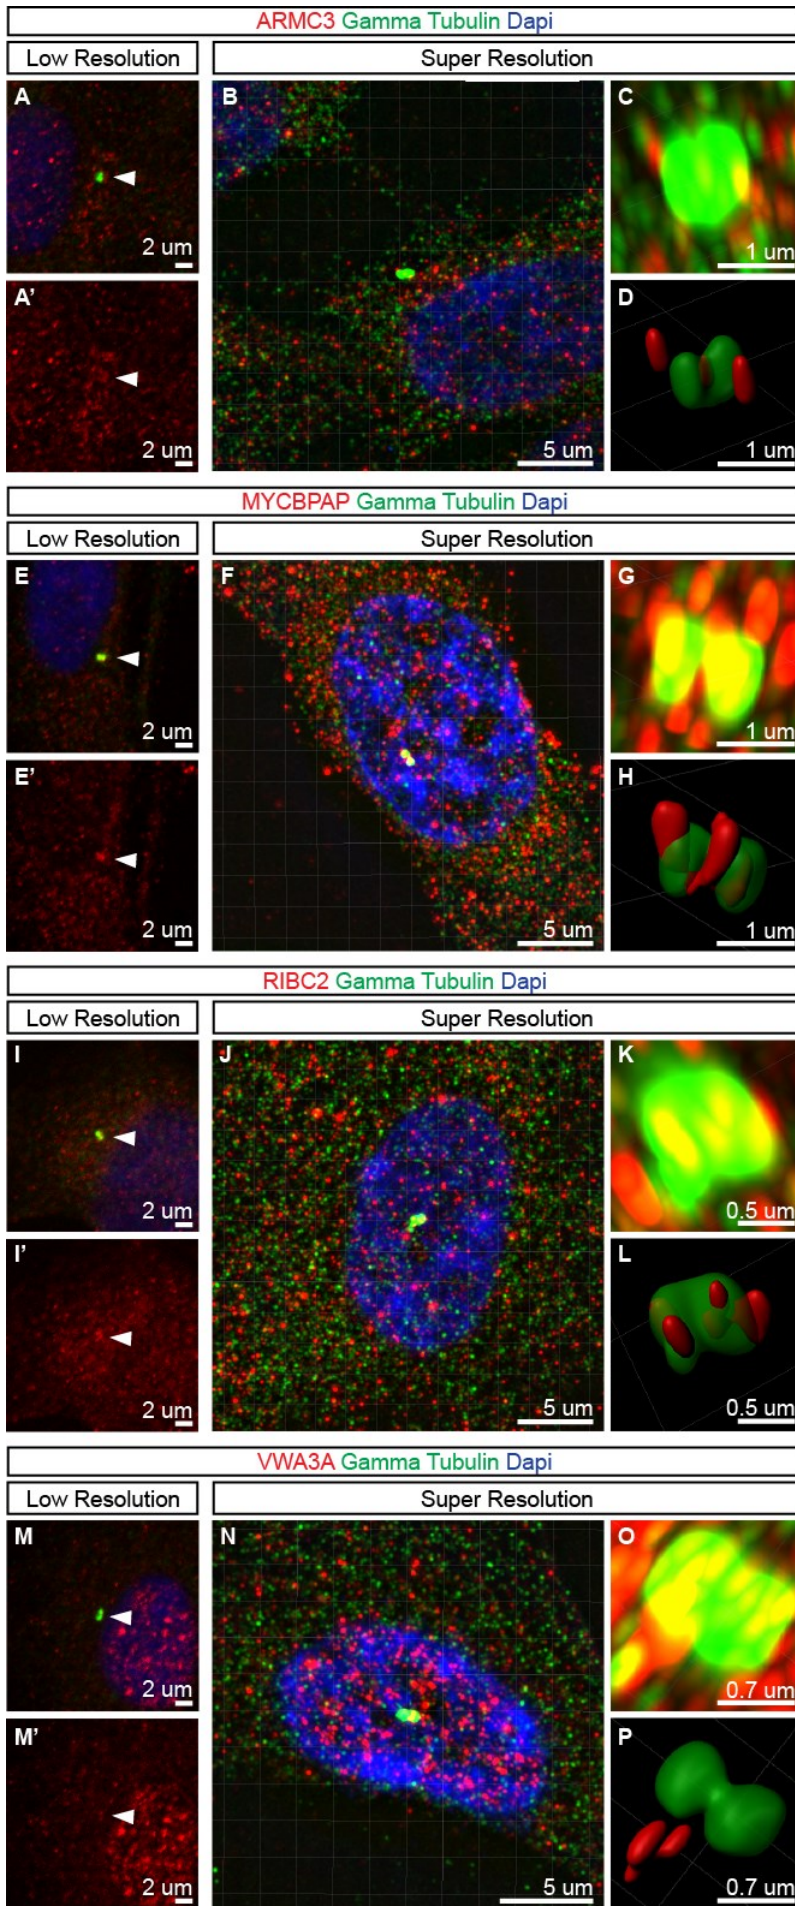 ARMC3 Gamma Tubulin Dapi
Low Resolution
Super Resolution
A
2 um
B
5 um
C
1 um
A'
2 um
D
1 um
MYCBPAP Gamma Tubulin Dapi
Low Resolution
Super Resolution
E
2 um
F
5 um
G
1 um
E'
2 um
H
1 um
RIBC2 Gamma Tubulin Dapi
Low Resolution
Super Resolution
I
2 um
J
5 um
K
0.5 um
I'
2 um
L
0.5 um
VWA3A Gamma Tubulin Dapi
Low Resolution
Super Resolution
M
2 um
N
5 um
O
0.7 um
M'
2 um
P
0.7 um